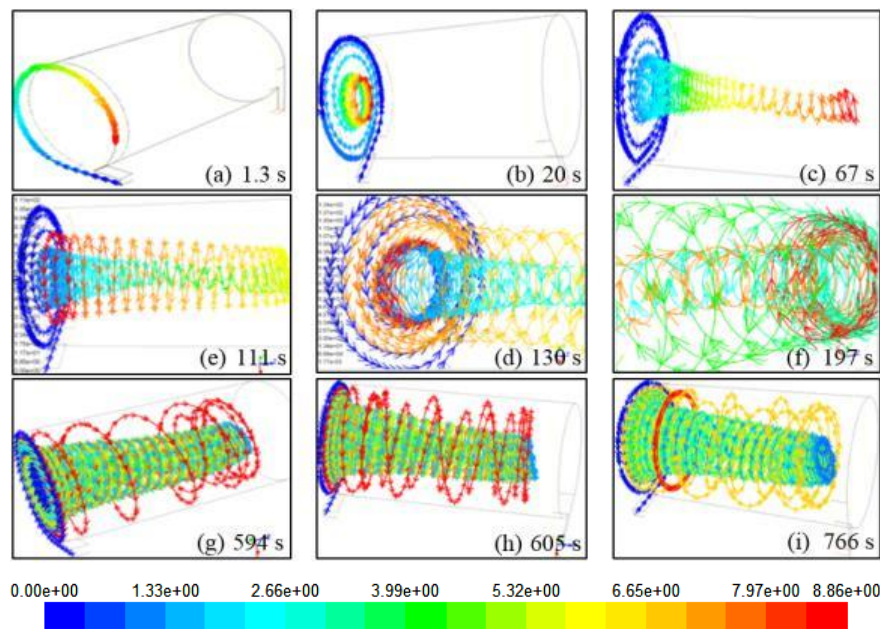 (a) 1.3 s
(b) 20 s
(c) 67 s
(e) 111 s
(d) 130 s
(f) 197 s
(g) 594 s
(h) 605 s
(i) 766 s
0.00e+00 1.33e+00 2.66e+00 3.99e+00 5.32e+00 6.65e+00 7.97e+00 8.86e+00